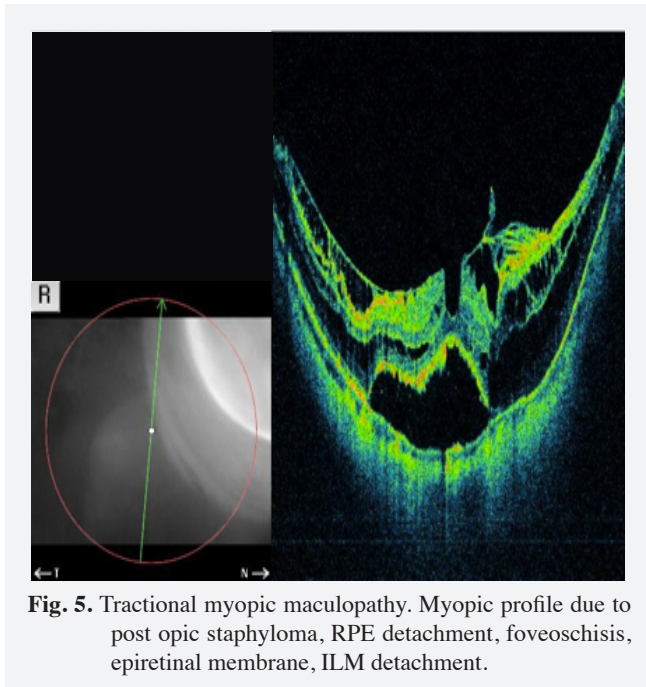 R
←T
N→
Fig. 5. Tractional myopic maculopathy. Myopic profile due to
post opic staphyloma, RPE detachment, foveoschisis,
epiretinal membrane, ILM detachment.